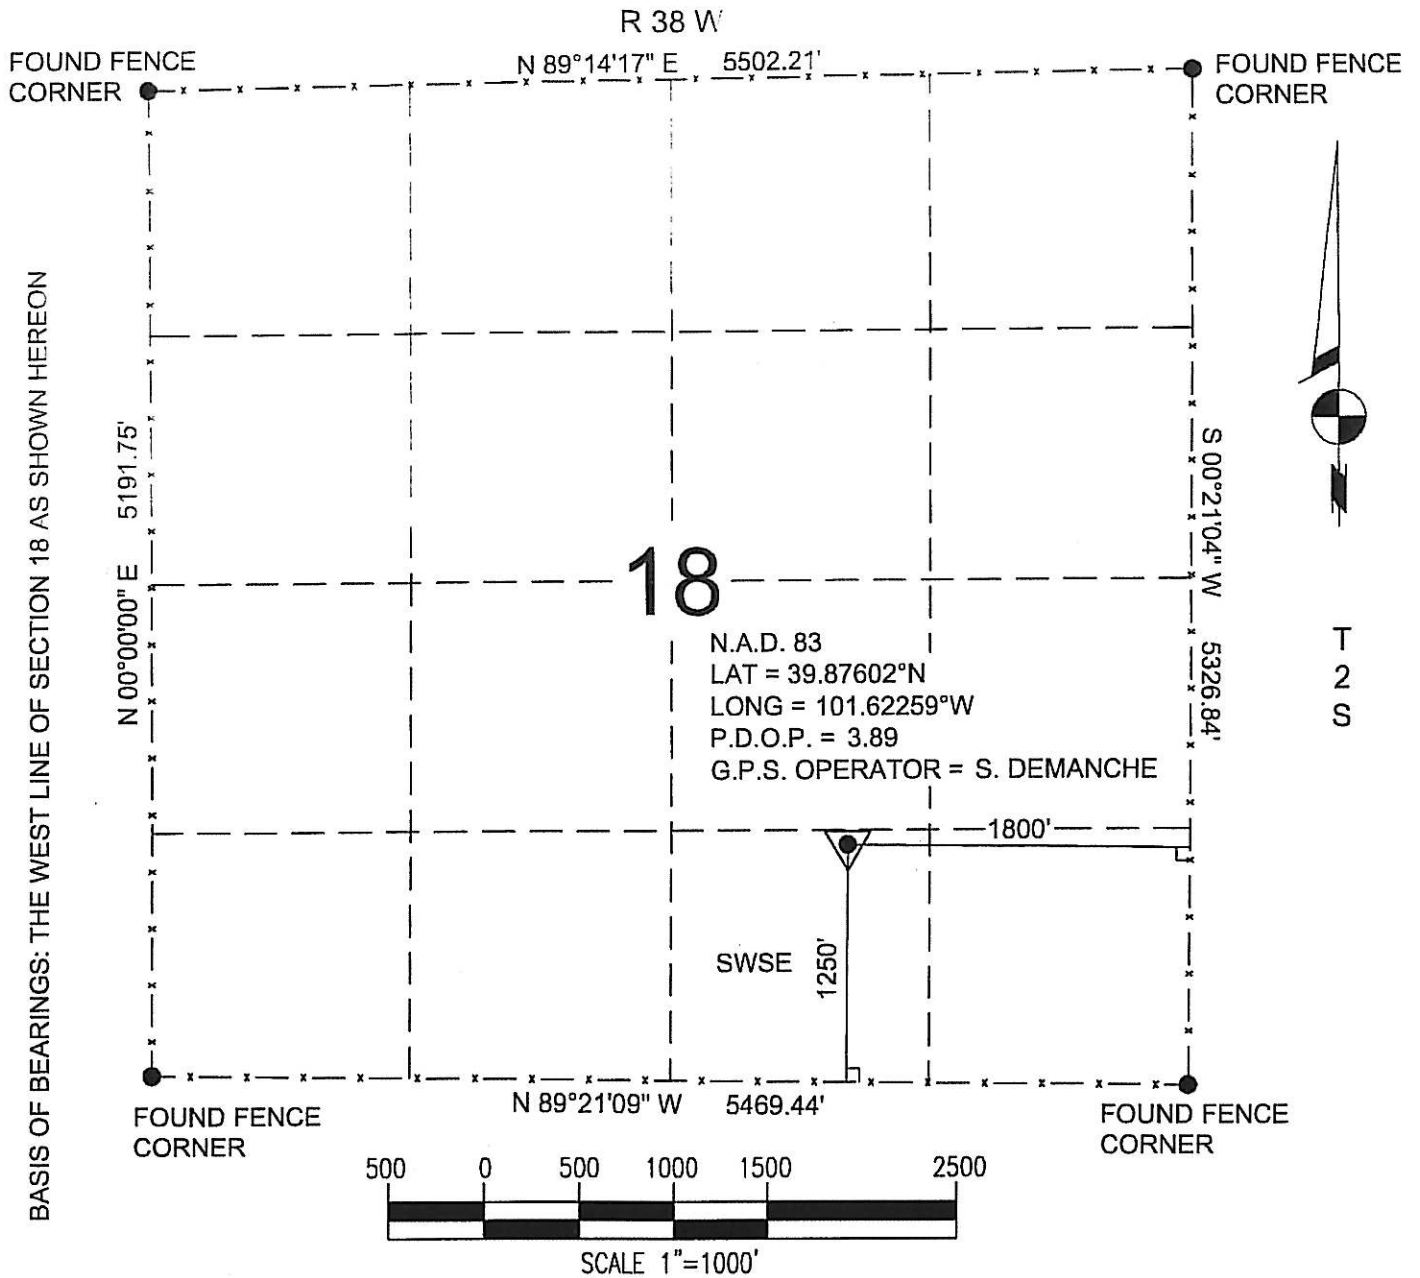 R 38 W
N 89°14'17" E 5502.21'
FOUND FENCE
CORNER
FOUND FENCE
CORNER
BASIS OF BEARINGS: THE WEST LINE OF SECTION 18 AS SHOWN HEREON
N 00°00'00" E 5191.75'
S 00°21'04" W 5326.84'
18
N.A.D. 83
LAT = 39.87602°N
LONG = 101.62259°W
P.D.O.P. = 3.89
G.P.S. OPERATOR = S. DEMANCHE
T
2
S
N
1800'
SWSE
1250'
N 89°21'09" W 5469.44'
FOUND FENCE
CORNER
FOUND FENCE
CORNER
500 0 500 1000 1500 2500
SCALE 1"=1000'